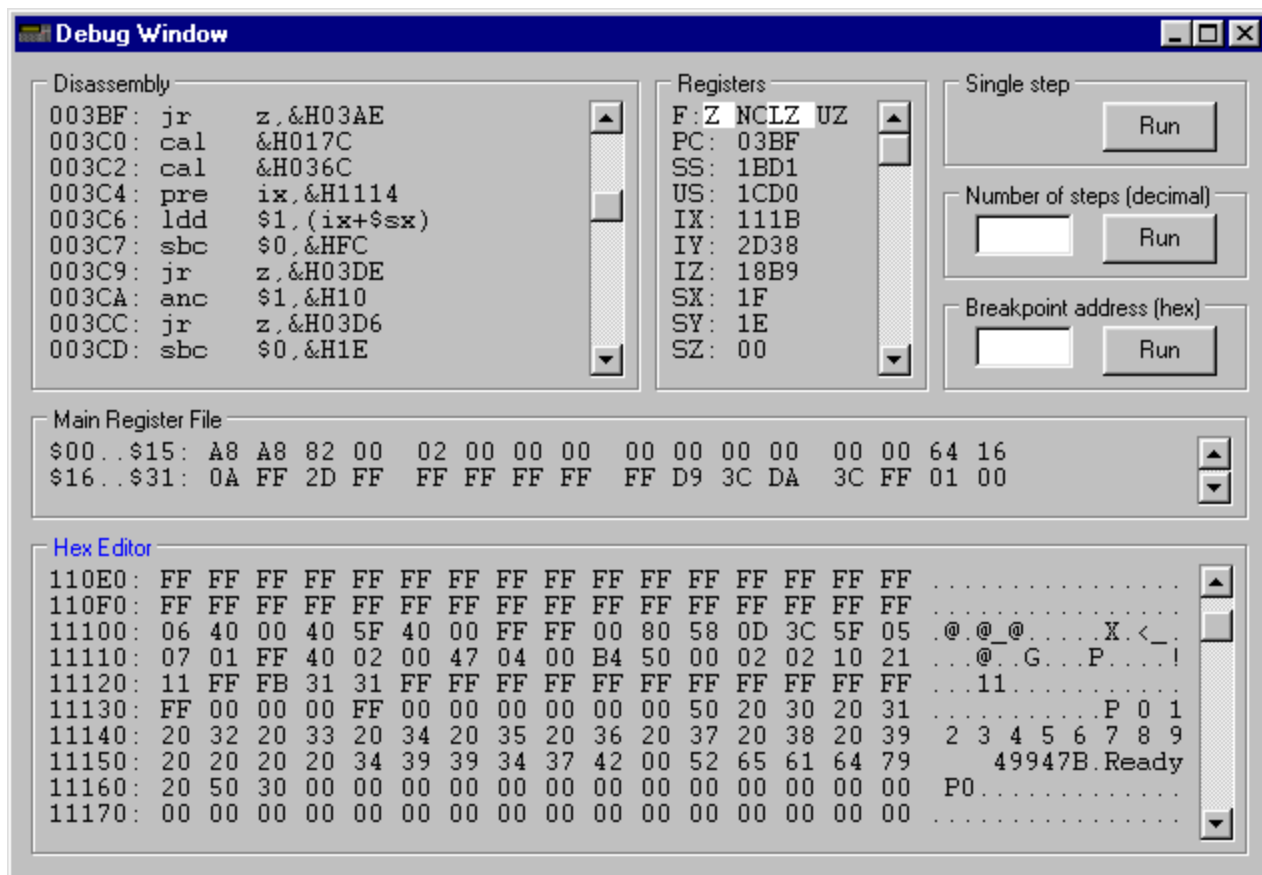 Debug Window
Disassembly
003BF: jr z,&H03AE
003C0: cal &H017C
003C2: cal &H036C
003C4: pre ix,&H1114
003C6: ldd $1,(ix+$sx)
003C7: sbc $0,&HFC
003C9: jr z,&H03DE
003CA: anc $1,&H10
003CC: jr z,&H03D6
003CD: sbc $0,&H1E
Registers
F:Z NCLZ UZ
PC: 03BF
SS: 1BD1
US: 1CD0
IX: 111B
IY: 2D38
IZ: 18B9
SX: 1F
SY: 1E
SZ: 00
Single step
Run
Number of steps (decimal)
Run
Breakpoint address (hex)
Run
Main Register File
$00..$15: A8 A8 82 00 02 00 00 00 00 00 00 00 00 00 64 16
$16..$31: 0A FF 2D FF FF FF FF FF FF D9 3C DA 3C FF 01 00
Hex Editor
110E0: FF FF FF FF FF FF FF FF FF FF FF FF FF FF FF FF ................
110F0: FF FF FF FF FF FF FF FF FF FF FF FF FF FF FF FF ................
11100: 06 40 00 40 5F 40 00 FF FF 00 80 58 0D 3C 5F 05 .@.@_@.....X.<_.
11110: 07 01 FF 40 02 00 47 04 00 B4 50 00 02 02 10 21 ...@..G...P....!
11120: 11 FF FB 31 31 FF FF FF FF FF FF FF FF FF FF FF ...11...........
11130: FF 00 00 00 FF 00 00 00 00 00 00 50 20 30 20 31 ...........P 0 1
11140: 20 32 20 33 20 34 20 35 20 36 20 37 20 38 20 39 2 3 4 5 6 7 8 9
11150: 20 20 20 20 34 39 39 34 37 42 00 52 65 61 64 79 49947B.Ready
11160: 20 50 30 00 00 00 00 00 00 00 00 00 00 00 00 00 P0.............
11170: 00 00 00 00 00 00 00 00 00 00 00 00 00 00 00 00 ................